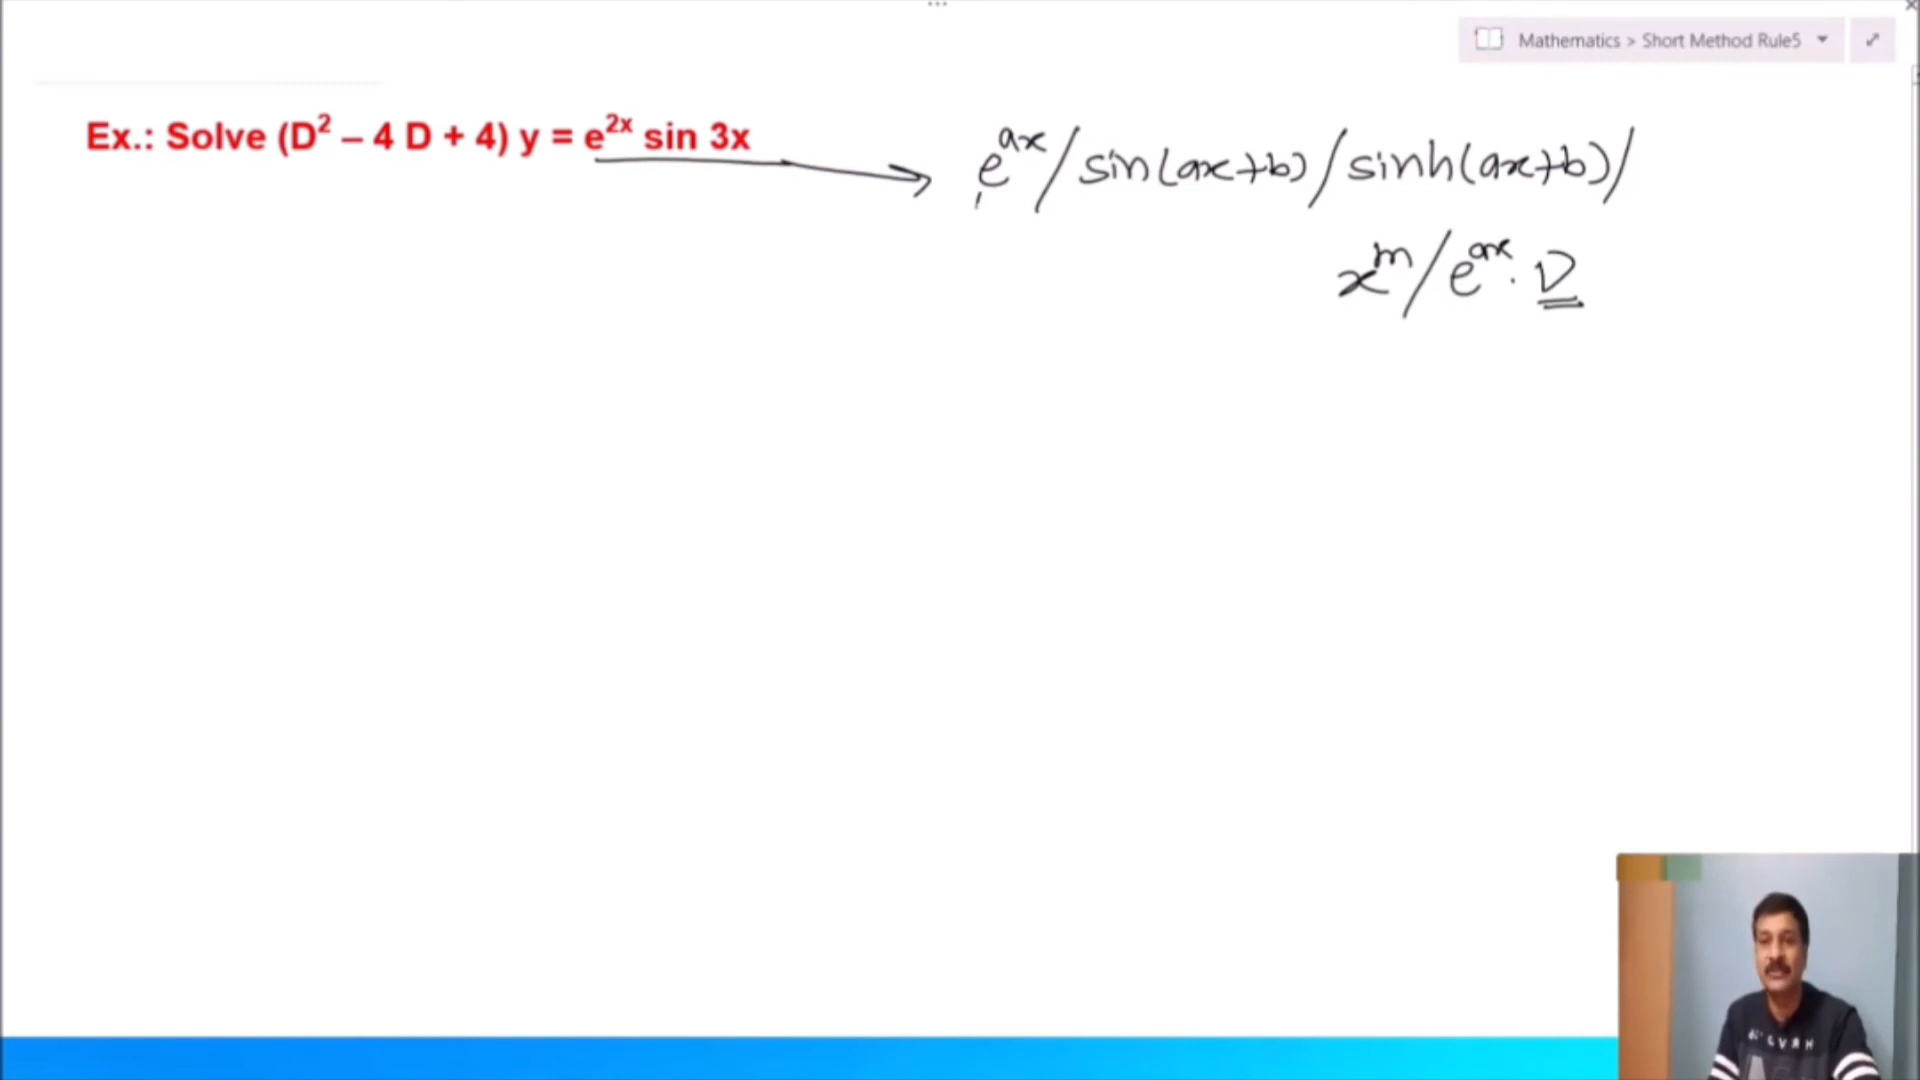 Mathematics > Short Method Rule5
Ex.: Solve (D² – 4 D + 4) y = e²ˣ sin 3x
eᵃˣ / sin(ax+b) / sinh(ax+b) /
xᵐ / eᵃˣ · V